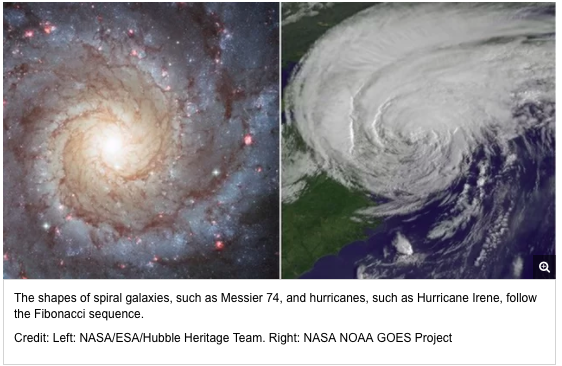 The shapes of spiral galaxies, such as Messier 74, and hurricanes, such as Hurricane Irene, follow
the Fibonacci sequence.
Credit: Left: NASA/ESA/Hubble Heritage Team. Right: NASA NOAA GOES Project